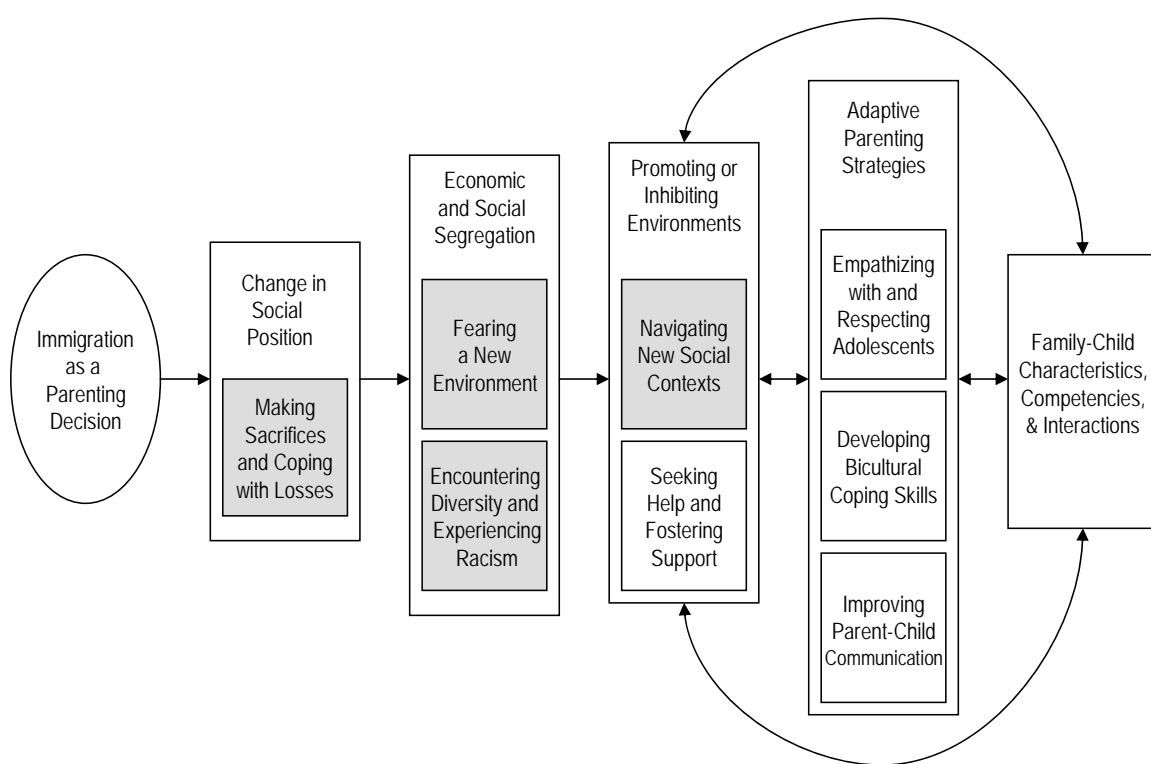 Immigration
as a
Parenting
Decision
Change in
Social
Position
Making
Sacrifices
and Coping
with Losses
Economic
and Social
Segregation
Fearing
a New
Environment
Encountering
Diversity and
Experiencing
Racism
Promoting or
Inhibiting
Environments
Navigating
New Social
Contexts
Seeking
Help and
Fostering
Support
Adaptive
Parenting
Strategies
Empathizing
with and
Respecting
Adolescents
Developing
Bicultural
Coping Skills
Improving
Parent-Child
Communication
Family-Child
Characteristics,
Competencies,
& Interactions